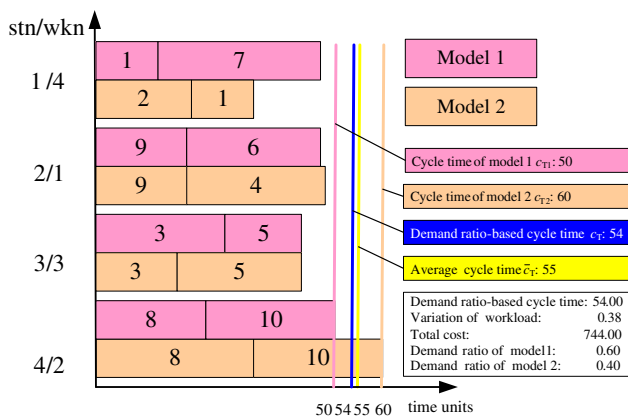 stn/wkn
1/4
1 7
2 1
Model 1
Model 2
2/1
9 6
9 4
Cycle time of model 1 cT1: 50
Cycle time of model 2 cT2: 60
3/3
3 5
3 5
Demand ratio-based cycle time cT: 54
Average cycle time c̄T: 55
4/2
8 10
8 10
Demand ratio-based cycle time: 54.00
Variation of workload: 0.38
Total cost: 744.00
Demand ratio of model1: 0.60
Demand ratio of model 2: 0.40
50 54 55 60 time units